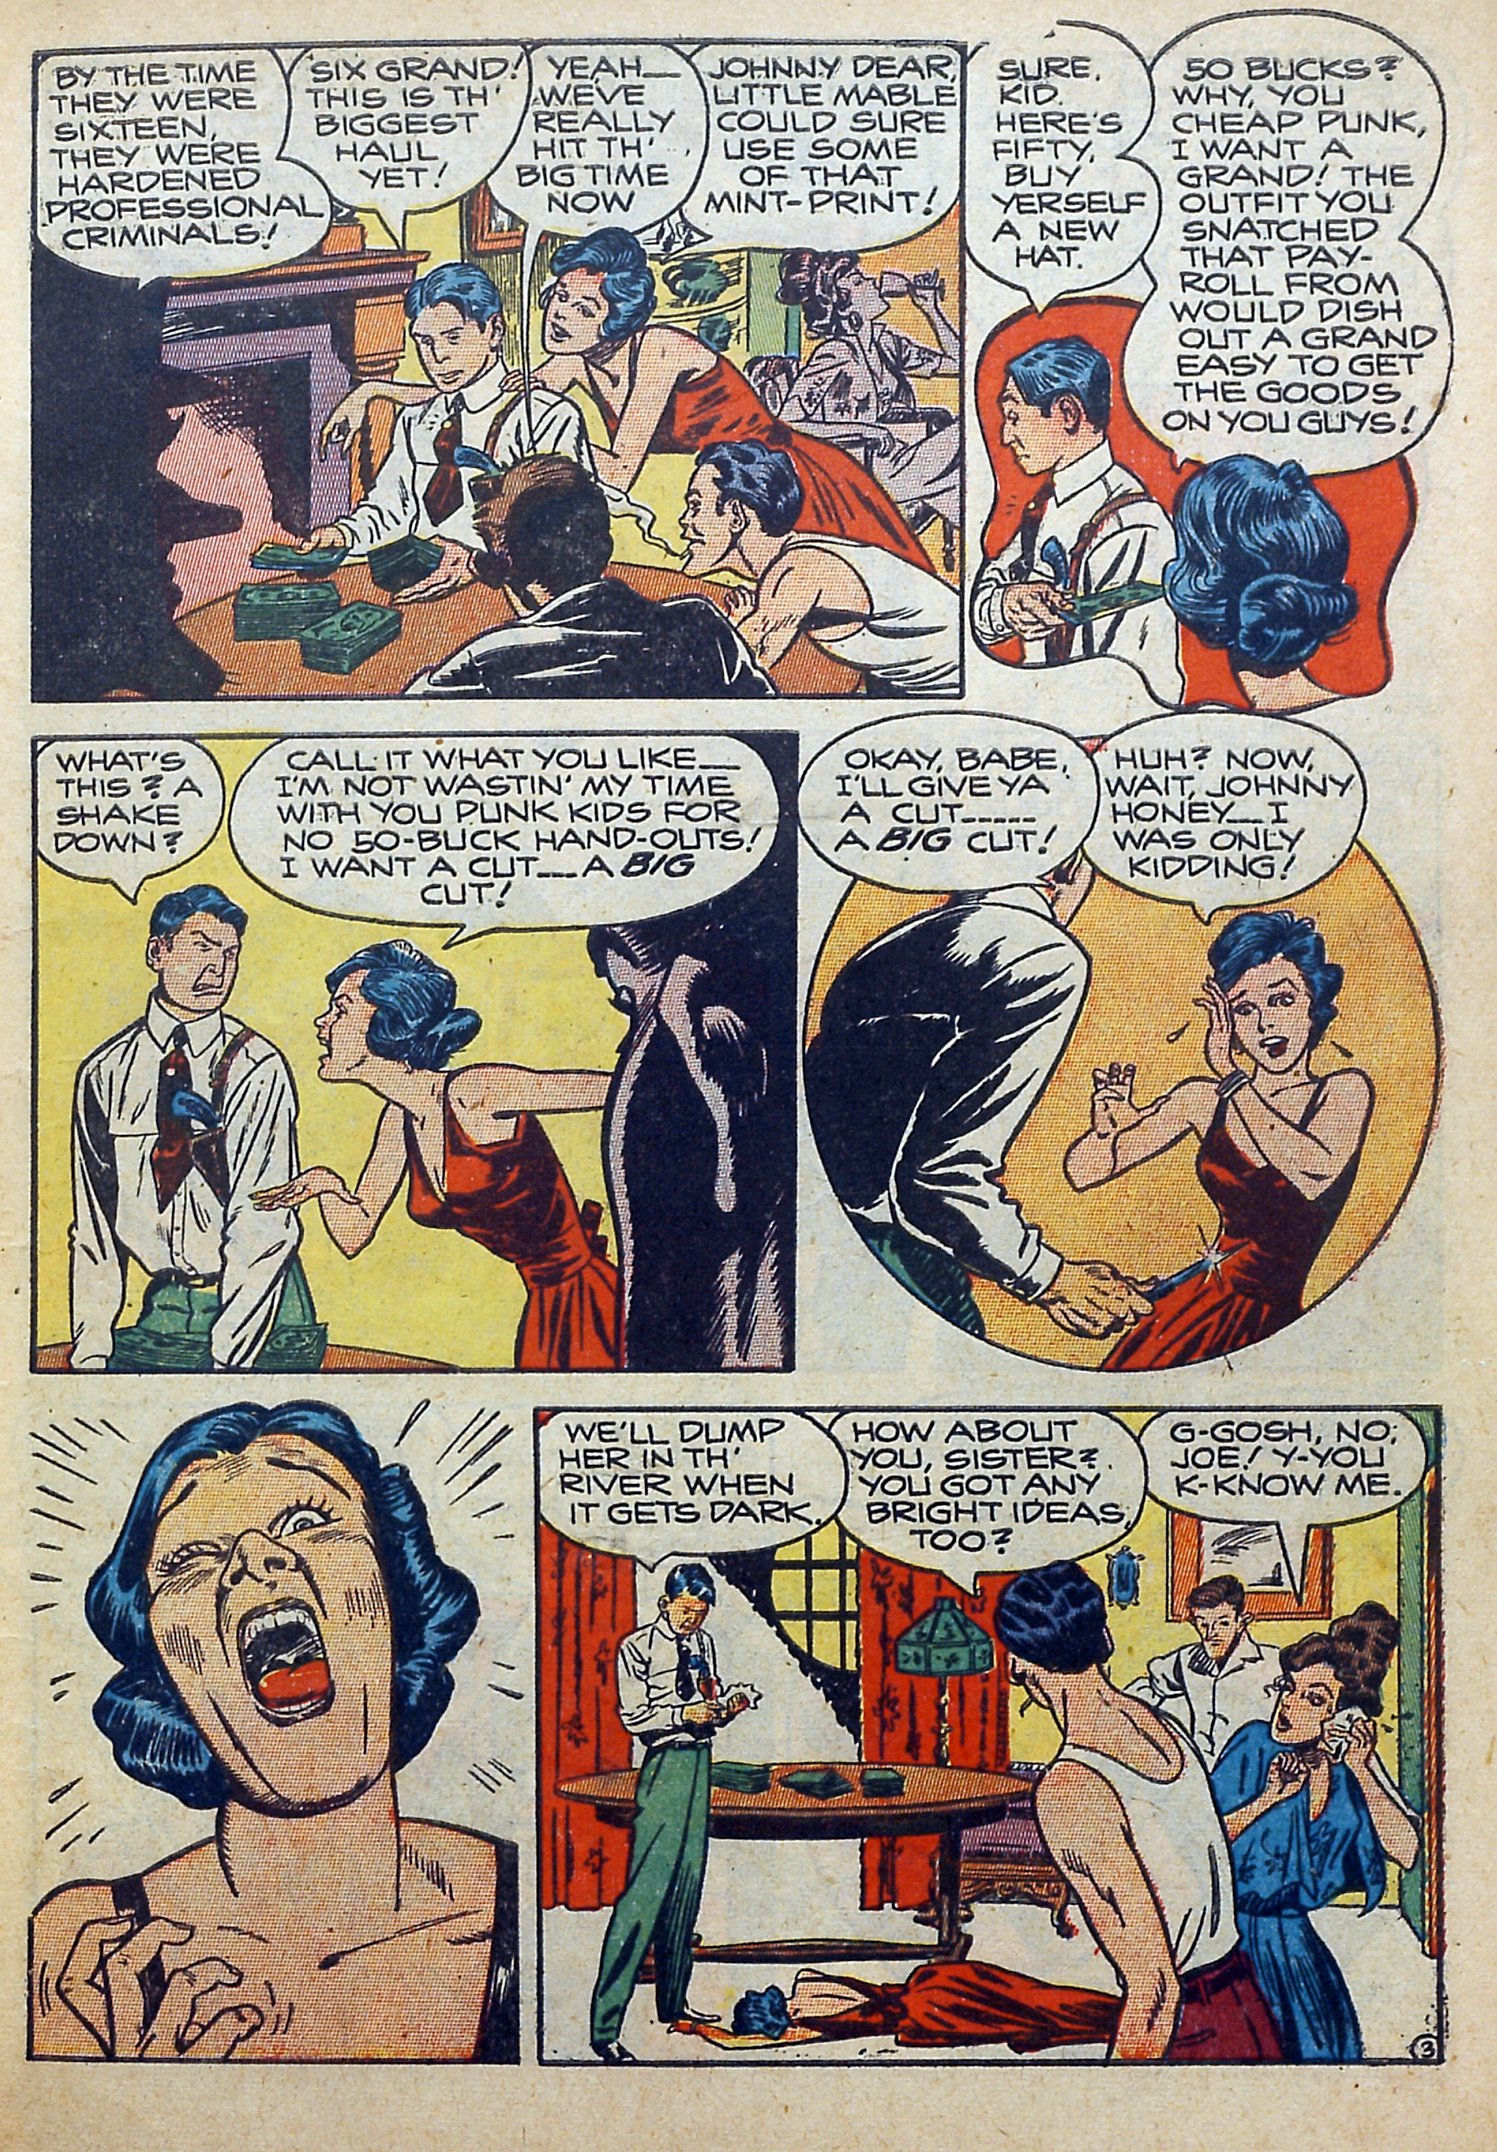 BY THE TIME
THEY WERE
SIXTEEN,
THEY WERE
HARDENED
PROFESSIONAL
CRIMINALS!
SIX GRAND!
THIS IS TH'
BIGGEST
HAUL
YET!
YEAH—
WE'VE
REALLY
HIT TH'
BIG TIME
NOW
JOHNNY DEAR,
LITTLE MABLE
COULD SURE
USE SOME
OF THAT
MINT-PRINT!
SURE,
KID.
HERE'S
FIFTY.
BUY
YERSELF
A NEW
HAT.
50 BUCKS?
WHY, YOU
CHEAP PUNK,
I WANT A
GRAND! THE
OUTFIT YOU
SNATCHED
THAT PAY-
ROLL FROM
WOULD DISH
OUT A GRAND
EASY TO GET
THE GOODS
ON YOU GUYS!
WHAT'S
THIS? A
SHAKE
DOWN?
CALL IT WHAT YOU LIKE—
I'M NOT WASTIN' MY TIME
WITH YOU PUNK KIDS FOR
NO 50-BUCK HAND-OUTS!
I WANT A CUT—A BIG
CUT!
OKAY, BABE,
I'LL GIVE YA
A CUT-----
A BIG CUT!
HUH? NOW,
WAIT, JOHNNY
HONEY—I
WAS ONLY
KIDDING!
WE'LL DUMP
HER IN TH'
RIVER WHEN
IT GETS DARK.
HOW ABOUT
YOU, SISTER?
YOU GOT ANY
BRIGHT IDEAS,
TOO?
G-GOSH, NO,
JOE! Y-YOU
K-KNOW ME.
3